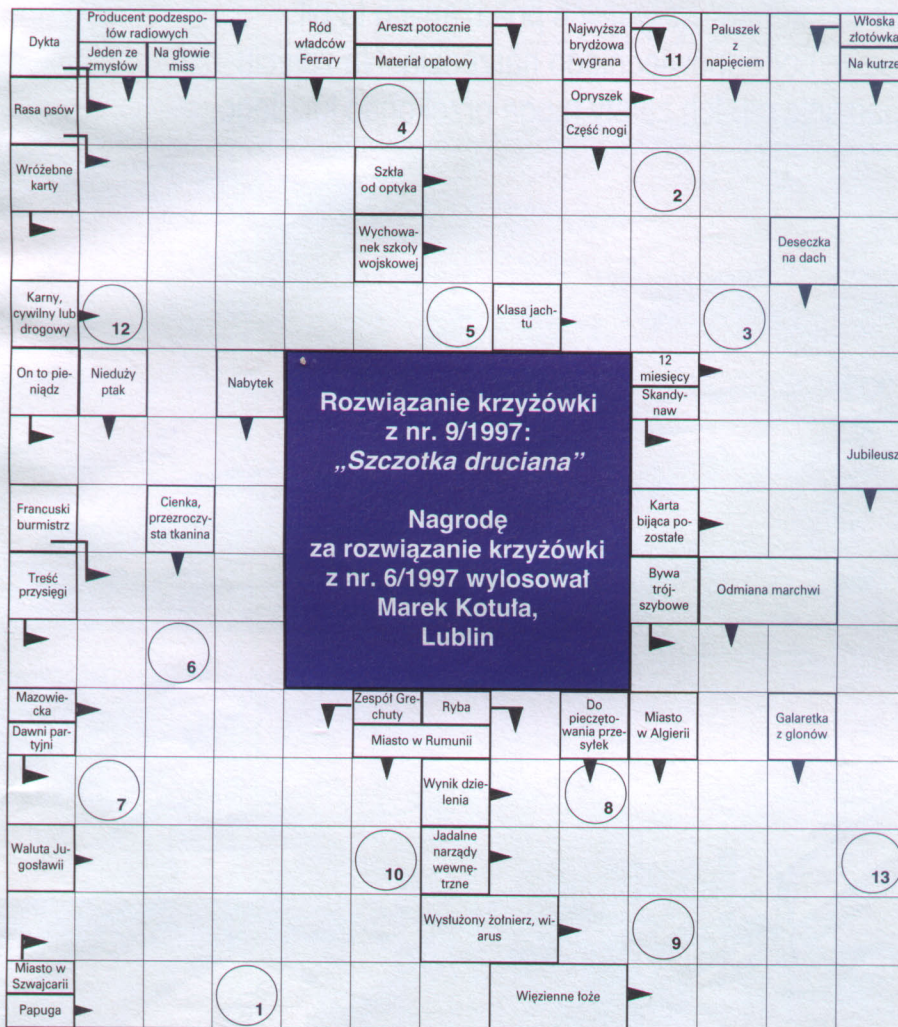 Dykta
Producent podzespo-
łów radiowych
Jeden ze
zmysłów
Na głowie
miss
Ród
władców
Ferrary
Areszt potocznie
Materiał opałowy
Najwyższa
brydżowa
wygrana
11
Paluszek
z
napięciem
Włoska
złotówka
Na kutrze
Rasa psów
4
Opryszek
Część nogi
Wróżebne
karty
Szkła
od optyka
2
Wychowa-
nek szkoły
wojskowej
Deseczka
na dach
Karny,
cywilny lub
drogowy
12
5
Klasa jach-
tu
3
On to pie-
niądz
Nieduży
ptak
Nabytek
12
miesięcy
Skandy-
naw
Jubileusz
Rozwiązanie krzyżówki
z nr. 9/1997:
„Szczotka druciana”
Nagrodę
za rozwiązanie krzyżówki
z nr. 6/1997 wylosował
Marek Kotuła,
Lublin
Francuski
burmistrz
Cienka,
przezroczy-
sta tkanina
Karta
bijąca po-
zostałe
Treść
przysięgi
Bywa
trój-
szybowe
Odmiana marchwi
6
Mazowie-
cka
Dawni par-
tyjni
Zespół Gre-
chuty
Ryba
Miasto w Rumunii
Do
pieczęto-
wania prze-
syłek
Miasto
w Algierii
Galaretka
z glonów
7
Wynik dzie-
lenia
8
Waluta Ju-
gosławii
10
Jadalne
narządy
wewnę-
trzne
13
Wysłużony żołnierz, wi-
arus
9
Miasto w
Szwajcarii
Papuga
1
Więzienne łoże